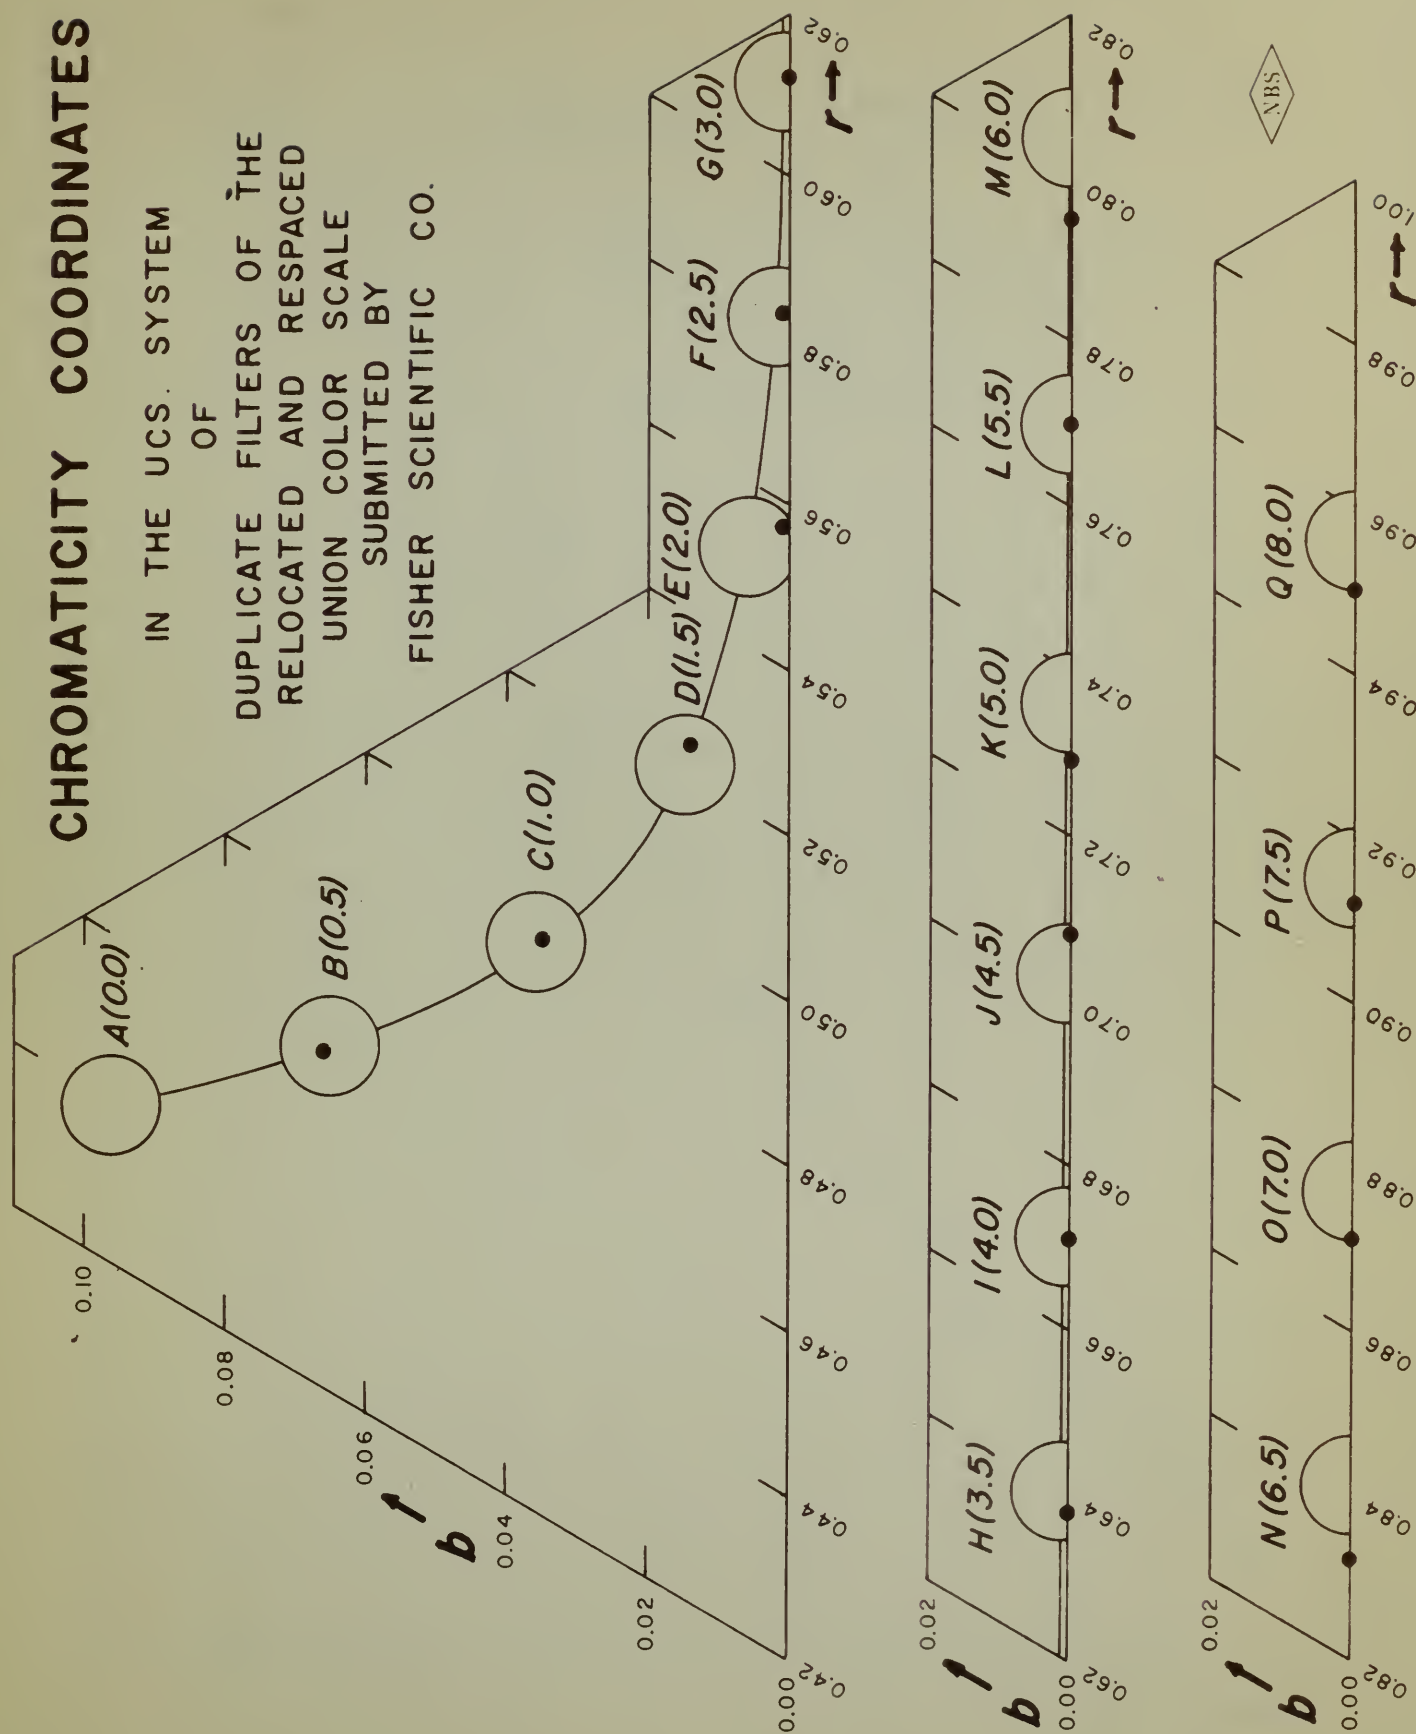 CHROMATICITY COORDINATES
IN THE UCS. SYSTEM
OF
DUPLICATE FILTERS OF THE
RELOCATED AND RESPACED
UNION COLOR SCALE
SUBMITTED BY
FISHER SCIENTIFIC CO.
0.10
0.08
0.06
0.04
0.02
0.00
b
A(0.0)
B(0.5)
C(1.0)
D(1.5)
E(2.0)
F(2.5)
G(3.0)
0.42
0.44
0.46
0.48
0.50
0.52
0.54
0.56
0.58
0.60
0.62
r→
0.02
0.00
b
H(3.5)
I(4.0)
J(4.5)
K(5.0)
L(5.5)
M(6.0)
0.62
0.64
0.66
0.68
0.70
0.72
0.74
0.76
0.78
0.80
0.82
r→
0.02
0.00
b
N(6.5)
O(7.0)
P(7.5)
Q(8.0)
0.82
0.84
0.86
0.88
0.90
0.92
0.94
0.96
0.98
1.00
r→
NBS